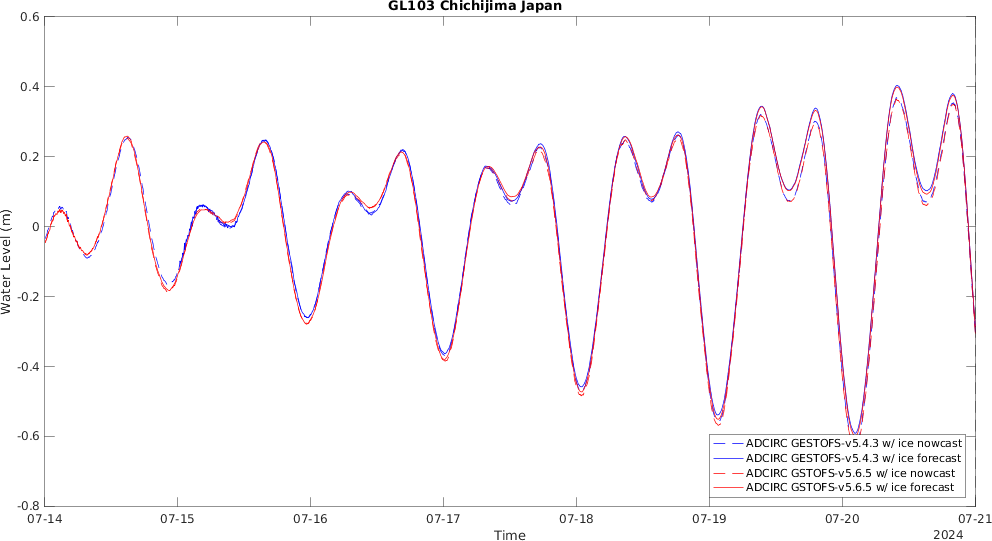 GL103 Chichijima Japan
0.6
0.4
0.2
0
-0.2
-0.4
-0.6
-0.8
Water Level (m)
ADCIRC GESTOFS-v5.4.3 w/ ice nowcast
ADCIRC GESTOFS-v5.4.3 w/ ice forecast
ADCIRC GSTOFS-v5.6.5 w/ ice nowcast
ADCIRC GSTOFS-v5.6.5 w/ ice forecast
07-14 07-15 07-16 07-17 07-18 07-19 07-20 07-21
Time
2024